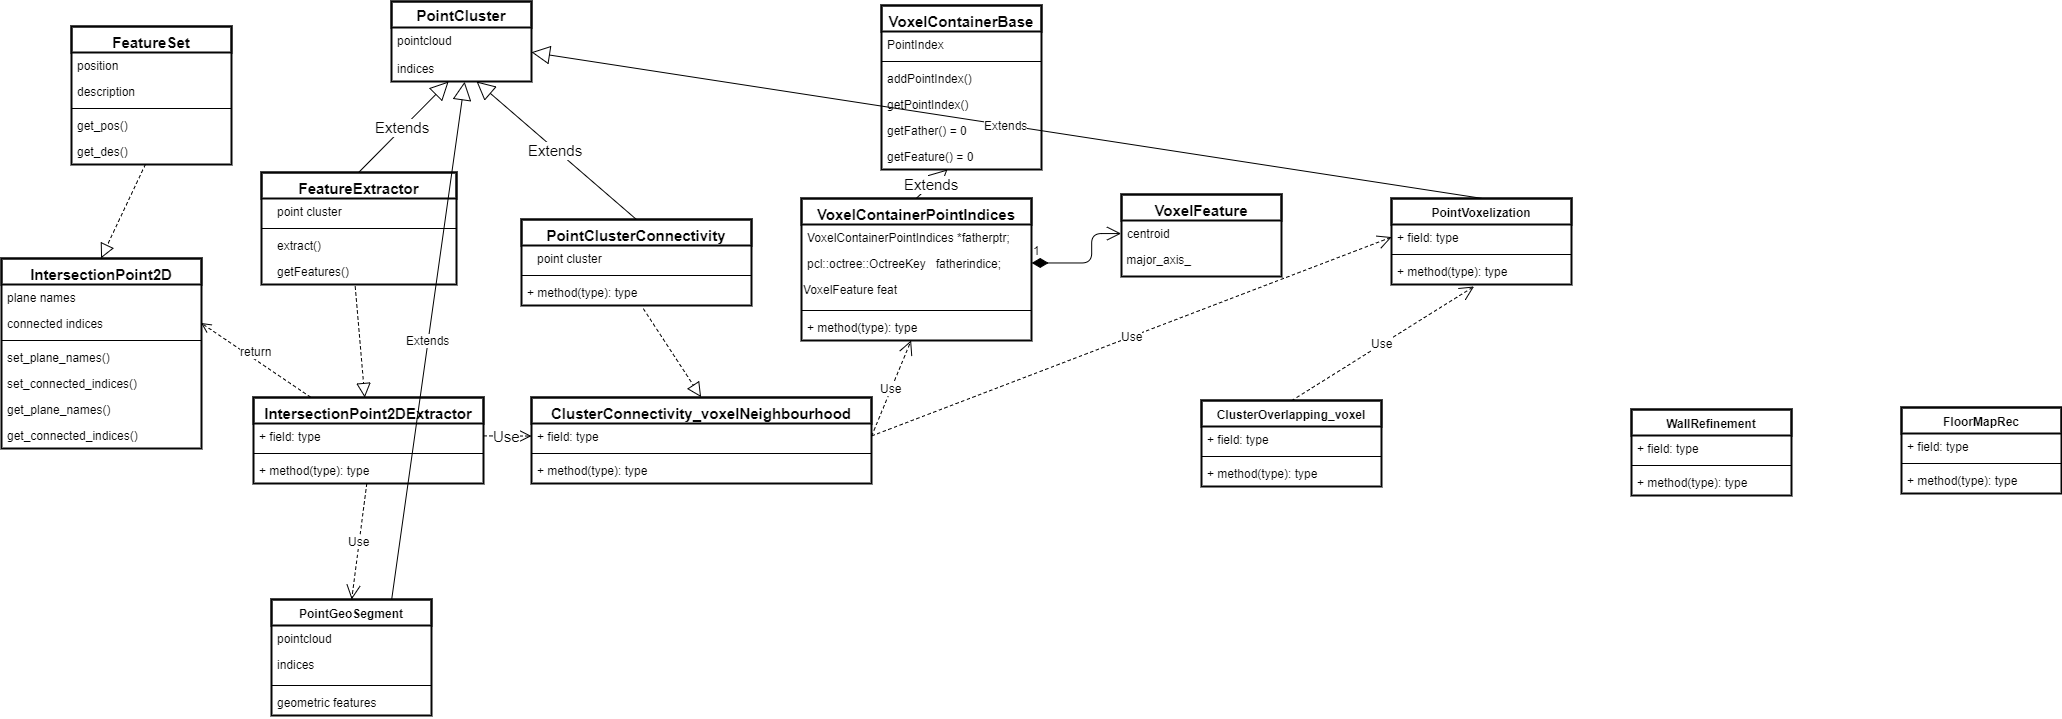 FeatureSet
position
description
get_pos()
get_des()
PointCluster
pointcloud
indices
VoxelContainerBase
PointIndex
addPointIndex()
getPointIndex()
getFather() = 0
getFeature() = 0
Extends
Extends
Extends
Extends
FeatureExtractor
point cluster
extract()
getFeatures()
PointClusterConnectivity
point cluster
+ method(type): type
VoxelContainerPointIndices
VoxelContainerPointIndices *fatherptr;
pcl::octree::OctreeKey fatherindice;
VoxelFeature feat
+ method(type): type
1
VoxelFeature
centroid
major_axis_
PointVoxelization
+ field: type
+ method(type): type
IntersectionPoint2D
plane names
connected indices
set_plane_names()
set_connected_indices()
get_plane_names()
get_connected_indices()
return
Extends
Use
Use
Use
IntersectionPoint2DExtractor
+ field: type
+ method(type): type
Use
ClusterConnectivity_voxelNeighbourhood
+ field: type
+ method(type): type
ClusterOverlapping_voxel
+ field: type
+ method(type): type
WallRefinement
+ field: type
+ method(type): type
FloorMapRec
+ field: type
+ method(type): type
Use
PointGeoSegment
pointcloud
indices
geometric features